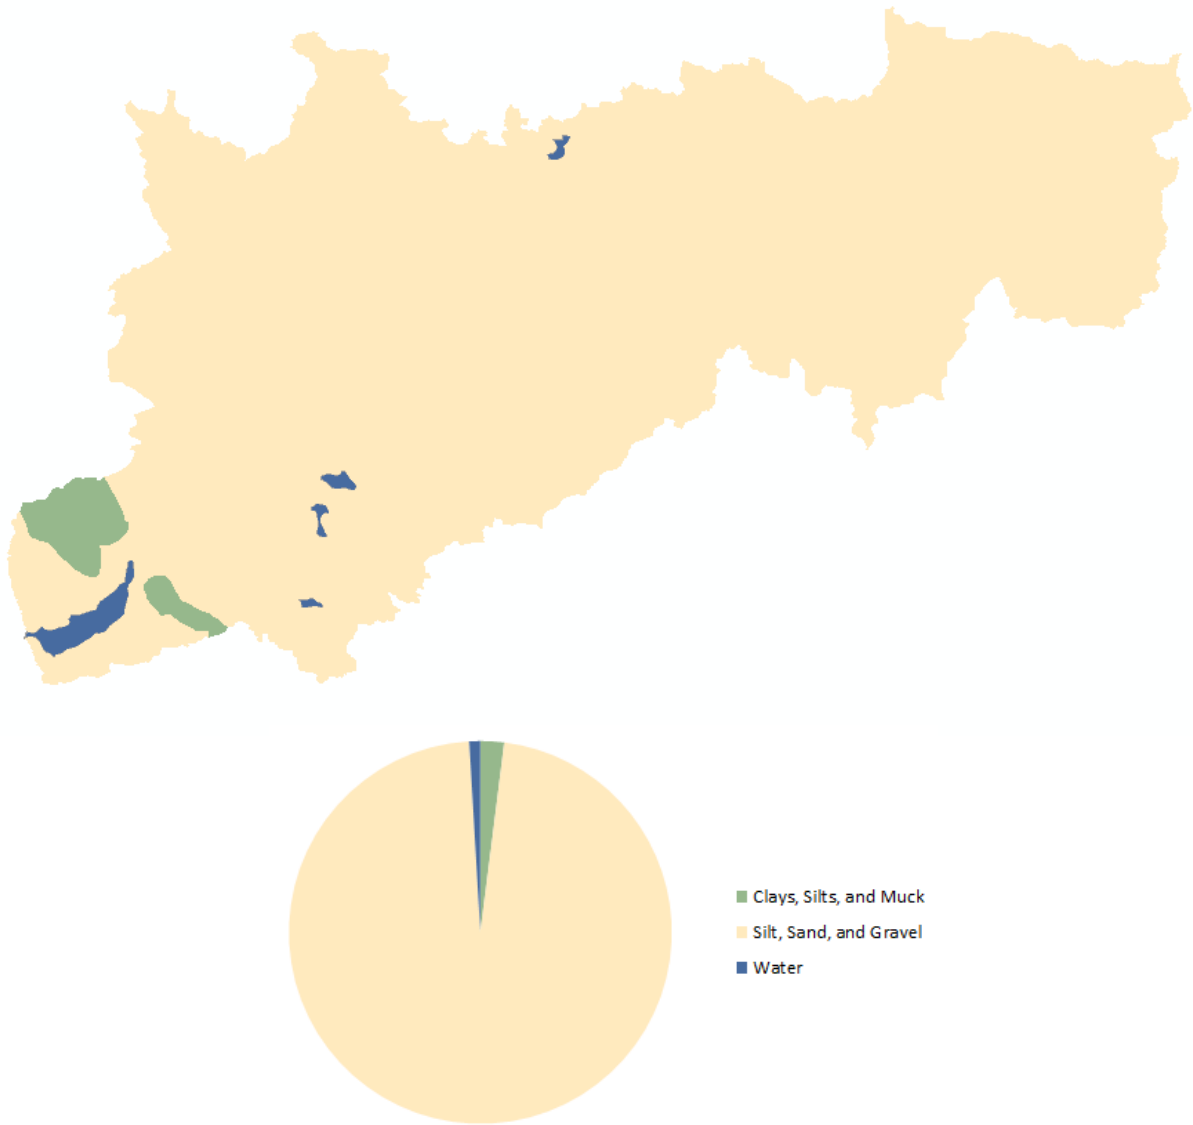 Clays, Silts, and Muck
Silt, Sand, and Gravel
Water